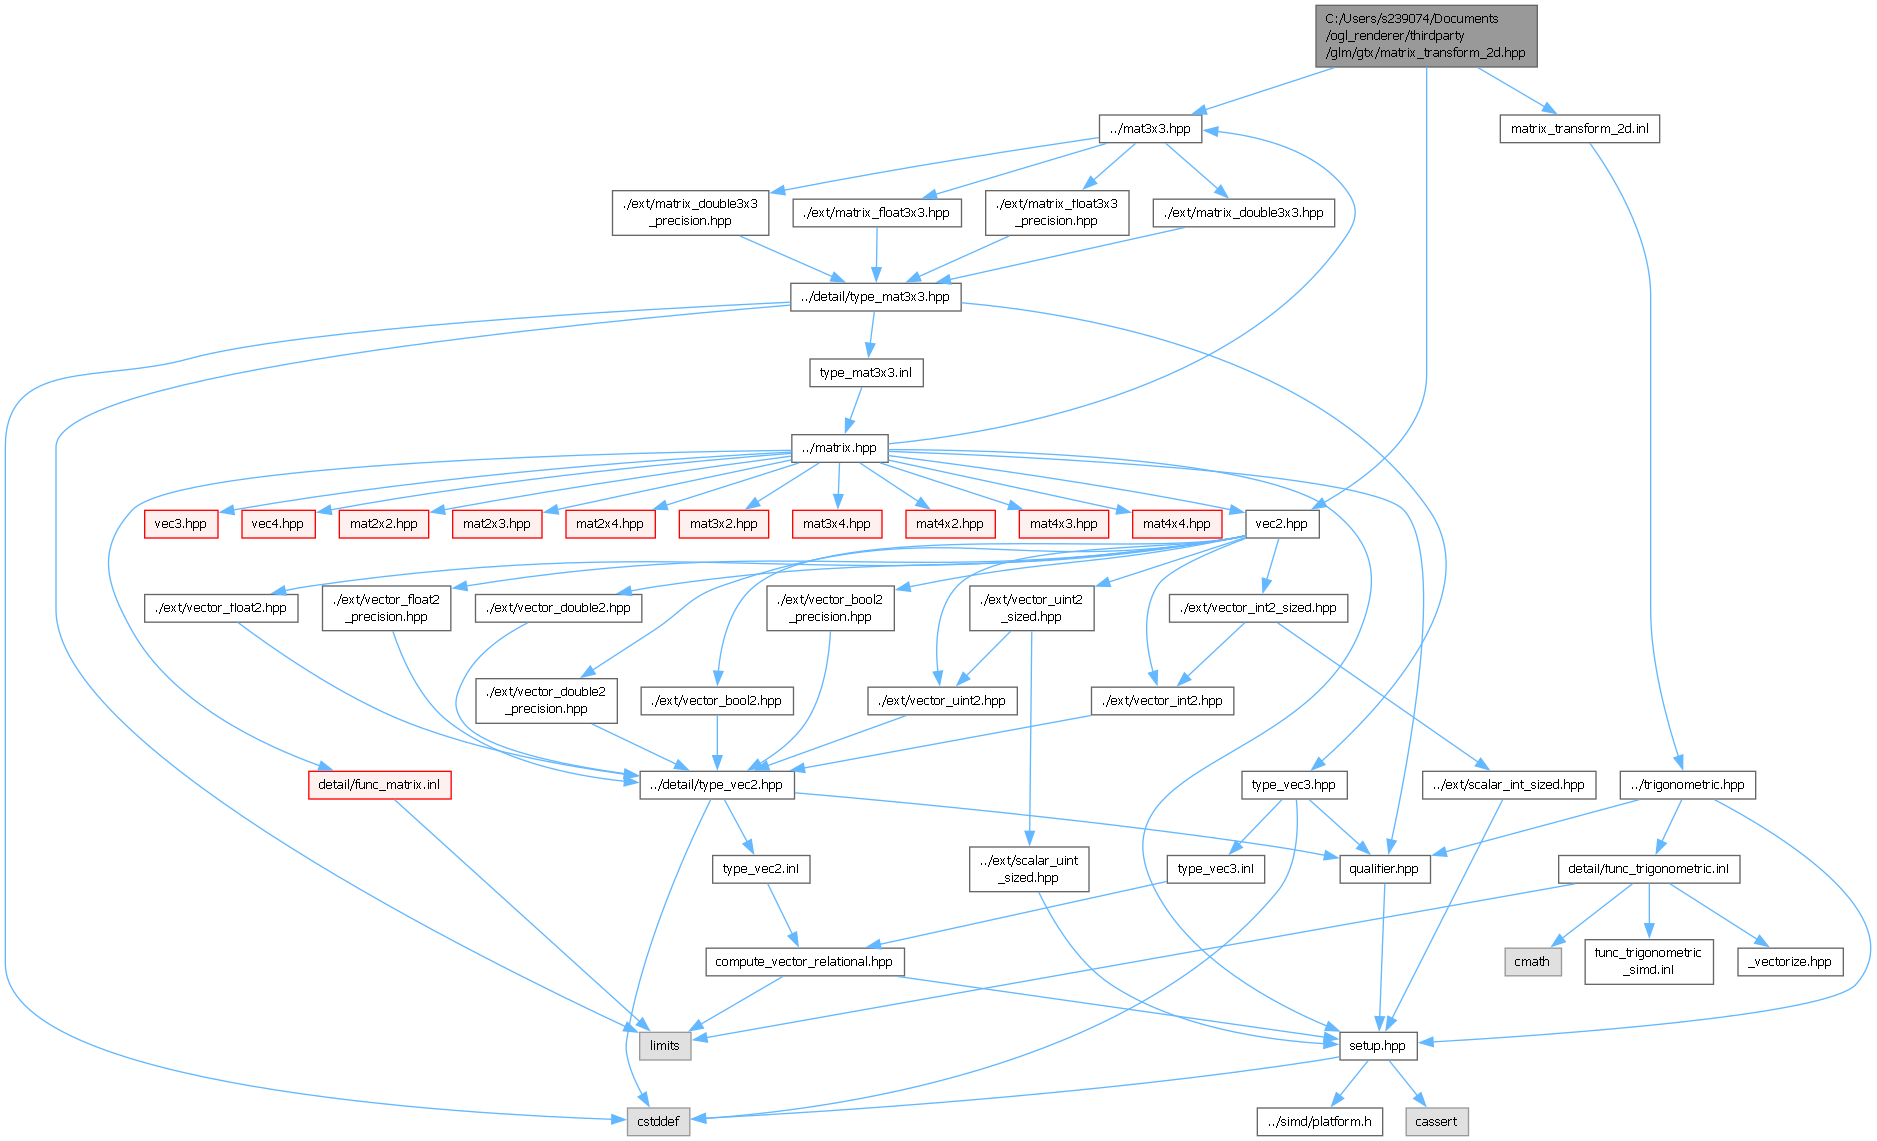 C:/Users/s239074/Documents
/ogl_renderer/thirdparty
/glm/gtx/matrix_transform_2d.hpp
../mat3x3.hpp
matrix_transform_2d.inl
./ext/matrix_double3x3
_precision.hpp
./ext/matrix_float3x3.hpp
./ext/matrix_float3x3
_precision.hpp
./ext/matrix_double3x3.hpp
../detail/type_mat3x3.hpp
type_mat3x3.inl
../matrix.hpp
vec3.hpp
vec4.hpp
mat2x2.hpp
mat2x3.hpp
mat2x4.hpp
mat3x2.hpp
mat3x4.hpp
mat4x2.hpp
mat4x3.hpp
mat4x4.hpp
vec2.hpp
./ext/vector_float2.hpp
./ext/vector_float2
_precision.hpp
./ext/vector_double2.hpp
./ext/vector_bool2
_precision.hpp
./ext/vector_uint2
_sized.hpp
./ext/vector_int2_sized.hpp
./ext/vector_double2
_precision.hpp
./ext/vector_bool2.hpp
./ext/vector_uint2.hpp
./ext/vector_int2.hpp
detail/func_matrix.inl
../detail/type_vec2.hpp
type_vec3.hpp
../ext/scalar_int_sized.hpp
../trigonometric.hpp
type_vec2.inl
../ext/scalar_uint
_sized.hpp
type_vec3.inl
qualifier.hpp
detail/func_trigonometric.inl
compute_vector_relational.hpp
cmath
func_trigonometric
_simd.inl
_vectorize.hpp
limits
setup.hpp
cstddef
../simd/platform.h
cassert